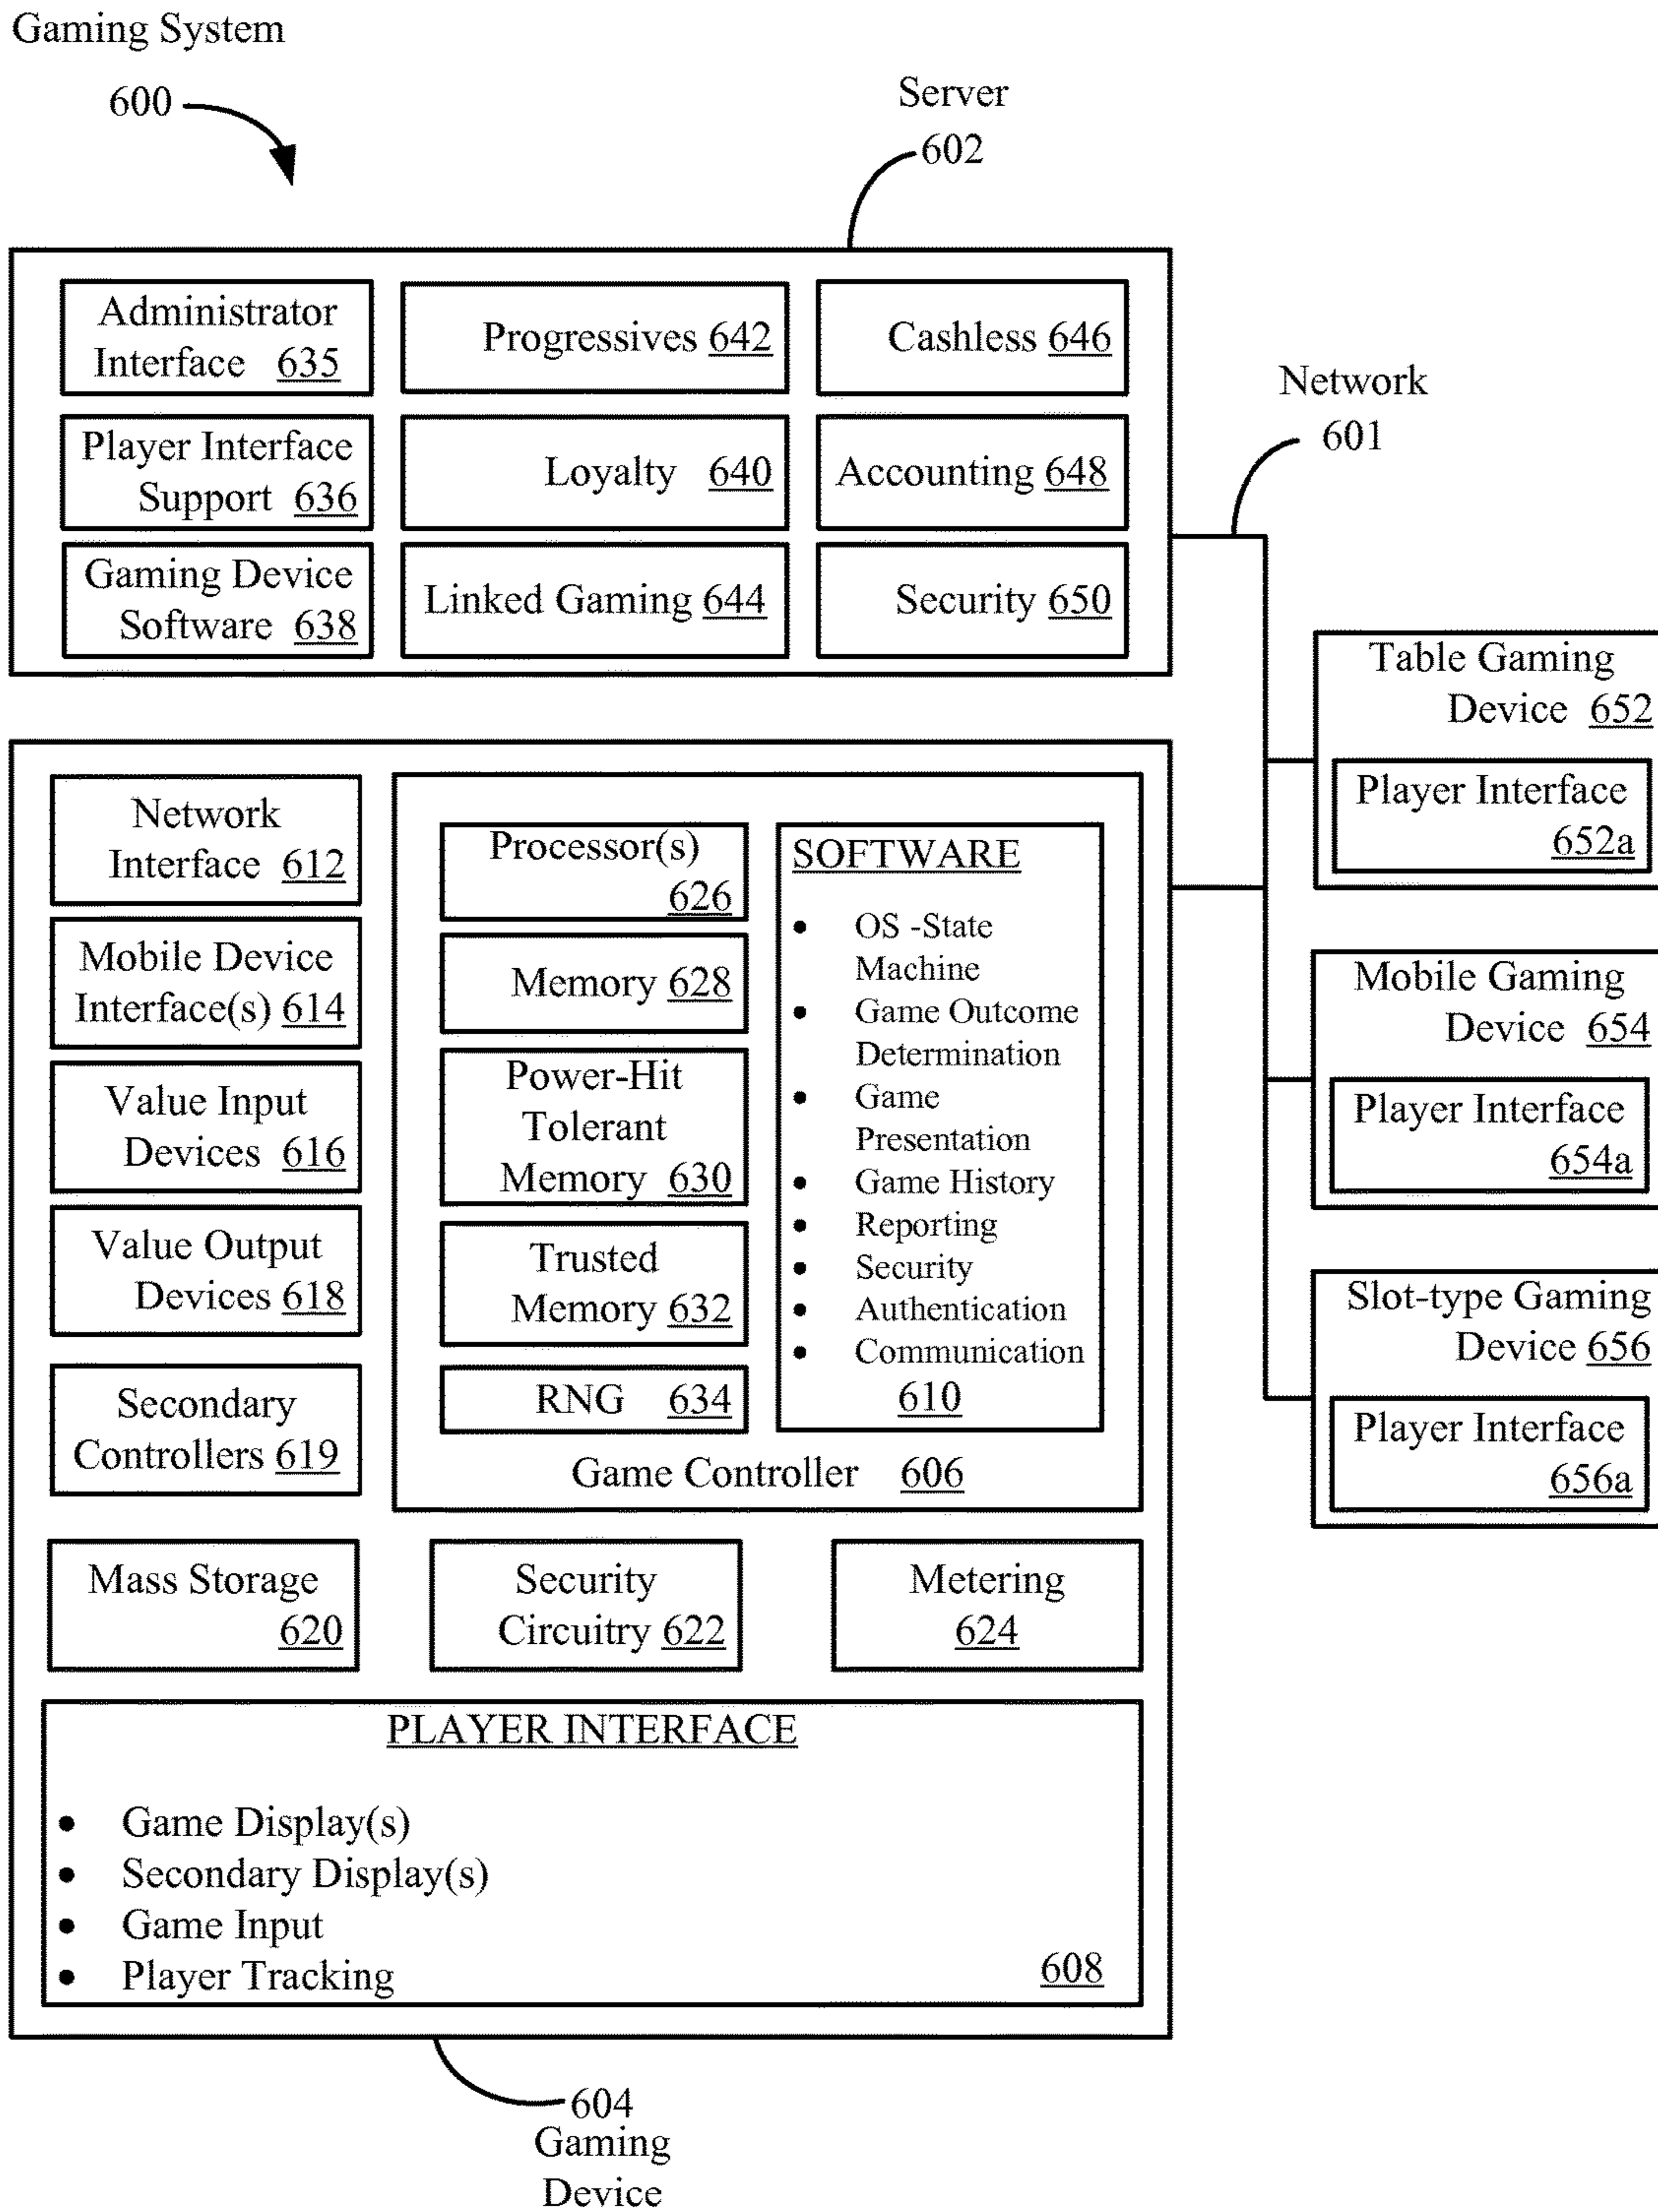 Gaming System
600
Server
602
Administrator
Interface 635
Progressives 642
Cashless 646
Player Interface
Support 636
Loyalty 640
Accounting 648
Gaming Device
Software 638
Linked Gaming 644
Security 650
Network
601
Table Gaming
Device 652
Player Interface
652a
Mobile Gaming
Device 654
Player Interface
654a
Slot-type Gaming
Device 656
Player Interface
656a
Network
Interface 612
Mobile Device
Interface(s) 614
Value Input
Devices 616
Value Output
Devices 618
Secondary
Controllers 619
Processor(s)
626
Memory 628
Power-Hit
Tolerant
Memory 630
Trusted
Memory 632
RNG 634
SOFTWARE
• OS -State
Machine
• Game Outcome
Determination
• Game
Presentation
• Game History
• Reporting
• Security
• Authentication
• Communication
610
Game Controller 606
Mass Storage
620
Security
Circuitry 622
Metering
624
PLAYER INTERFACE
• Game Display(s)
• Secondary Display(s)
• Game Input
• Player Tracking
608
604
Gaming
Device